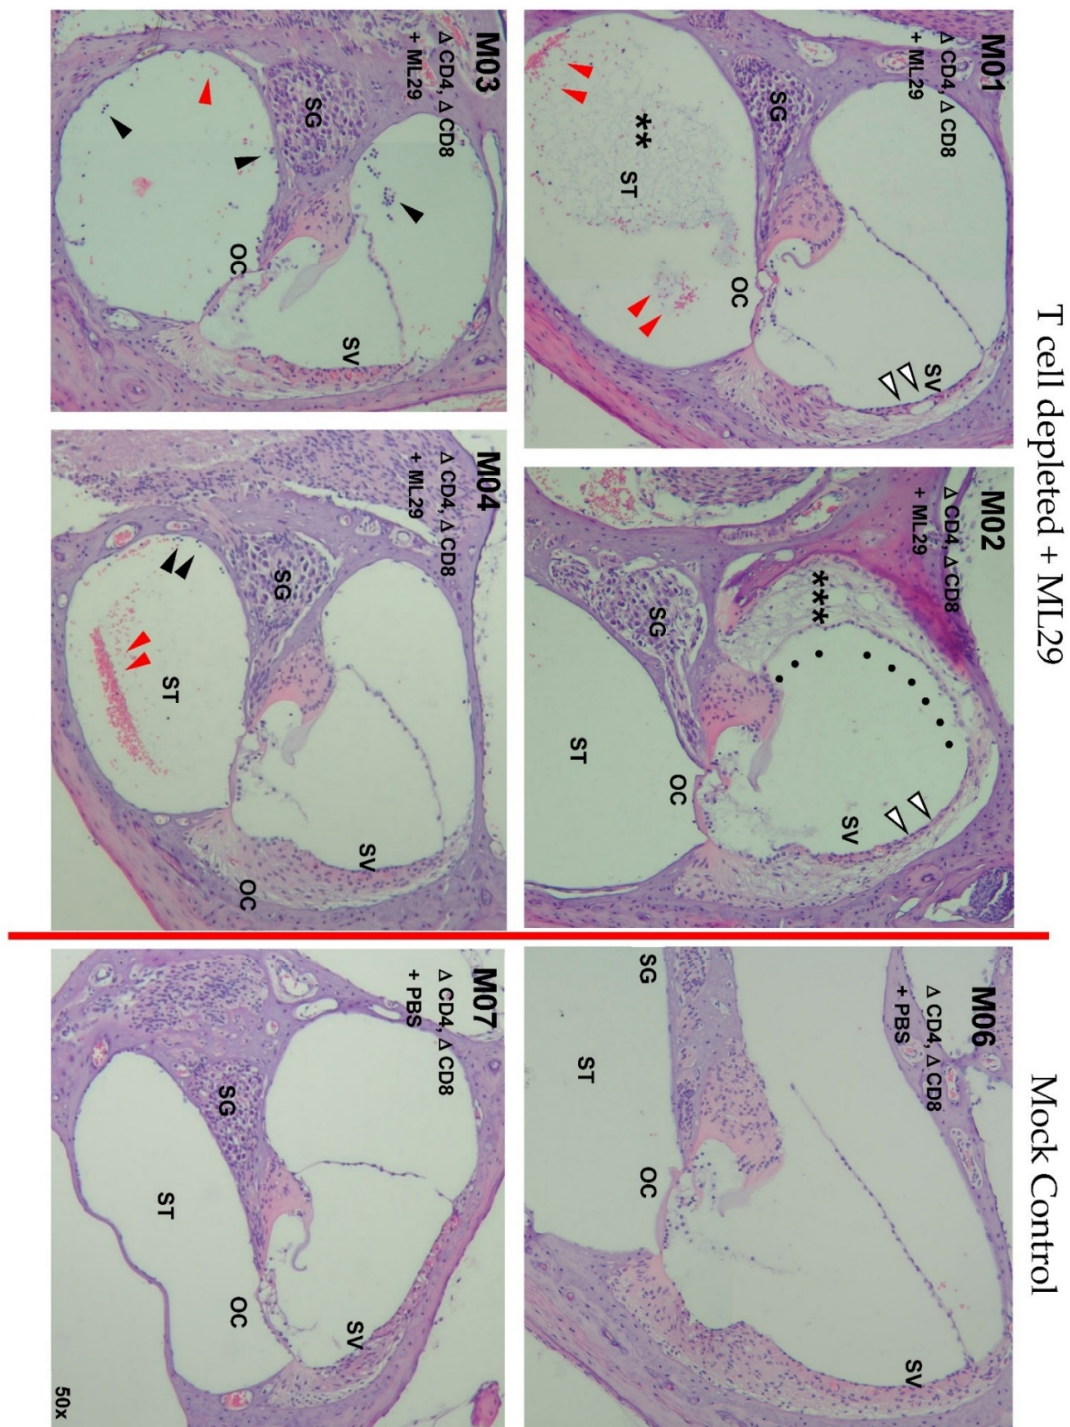 T cell depleted + ML29
Mock Control
M01
Δ CD4, Δ CD8
+ ML29
SV
SG
OC
**
ST
M02
Δ CD4, Δ CD8
+ ML29
***
SV
SG
OC
ST
M06
Δ CD4, Δ CD8
+ PBS
SV
SG
OC
ST
M03
Δ CD4, Δ CD8
+ ML29
SV
SG
OC
M04
Δ CD4, Δ CD8
+ ML29
SV
SG
OC
ST
M07
Δ CD4, Δ CD8
+ PBS
SV
SG
OC
ST
50x